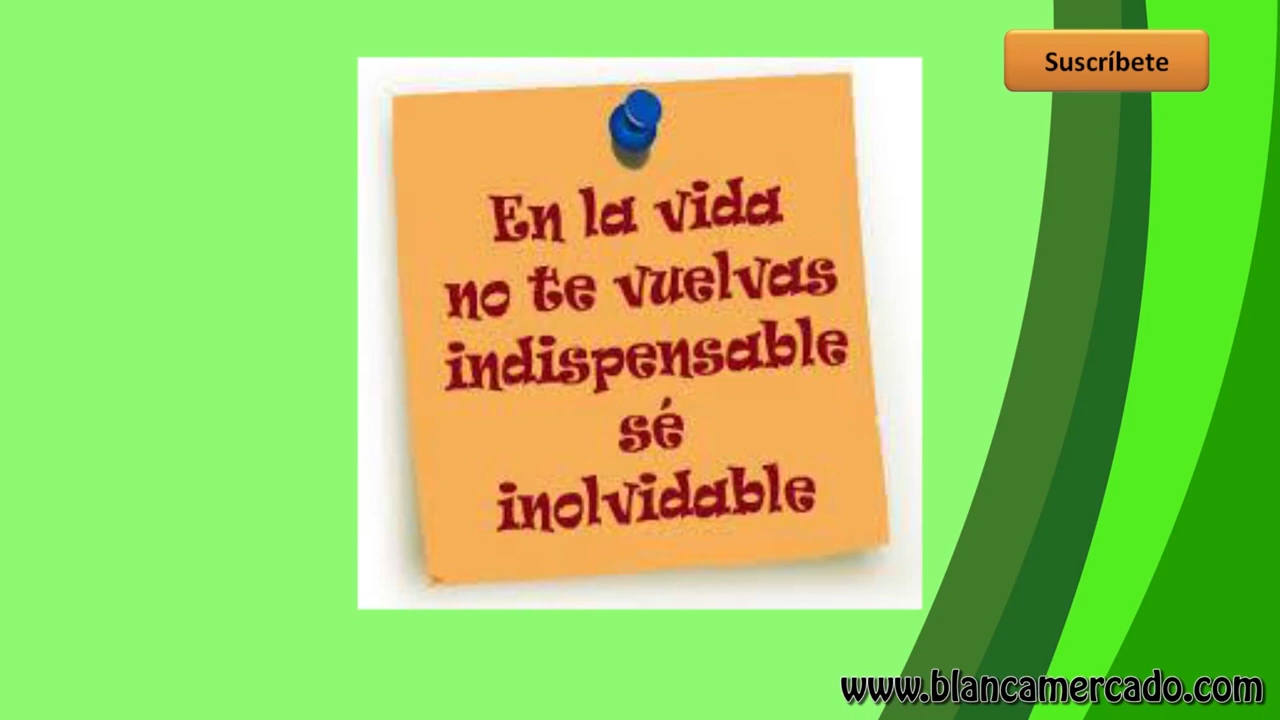 Suscríbete
En la vida
no te vuelvas
indispensable
sé
inolvidable
www.blancamercado.com